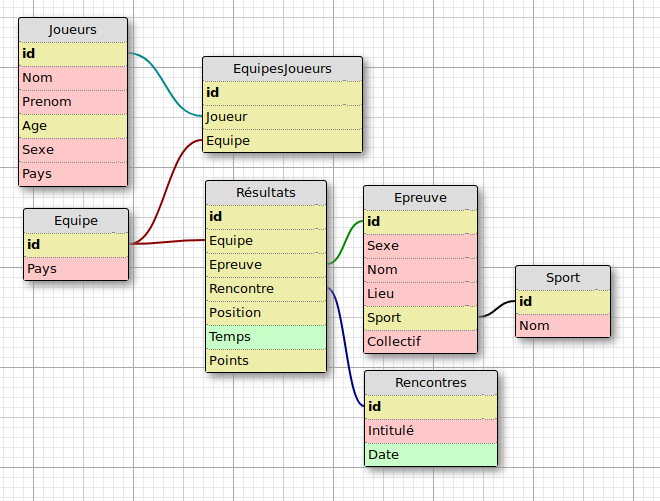 Joueurs
id
Nom
Prenom
Age
Sexe
Pays
EquipesJoueurs
id
Joueur
Equipe
Equipe
id
Pays
Résultats
id
Equipe
Epreuve
Rencontre
Position
Temps
Points
Epreuve
id
Sexe
Nom
Lieu
Sport
Collectif
Sport
id
Nom
Rencontres
id
Intitulé
Date